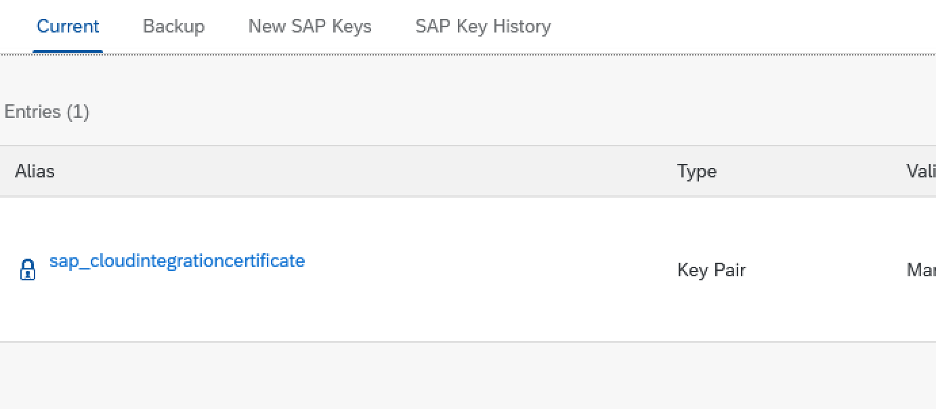 Current Backup New SAP Keys SAP Key History
Entries (1)
Alias Type Vali
sap_cloudintegrationcertificate
Key Pair Mar